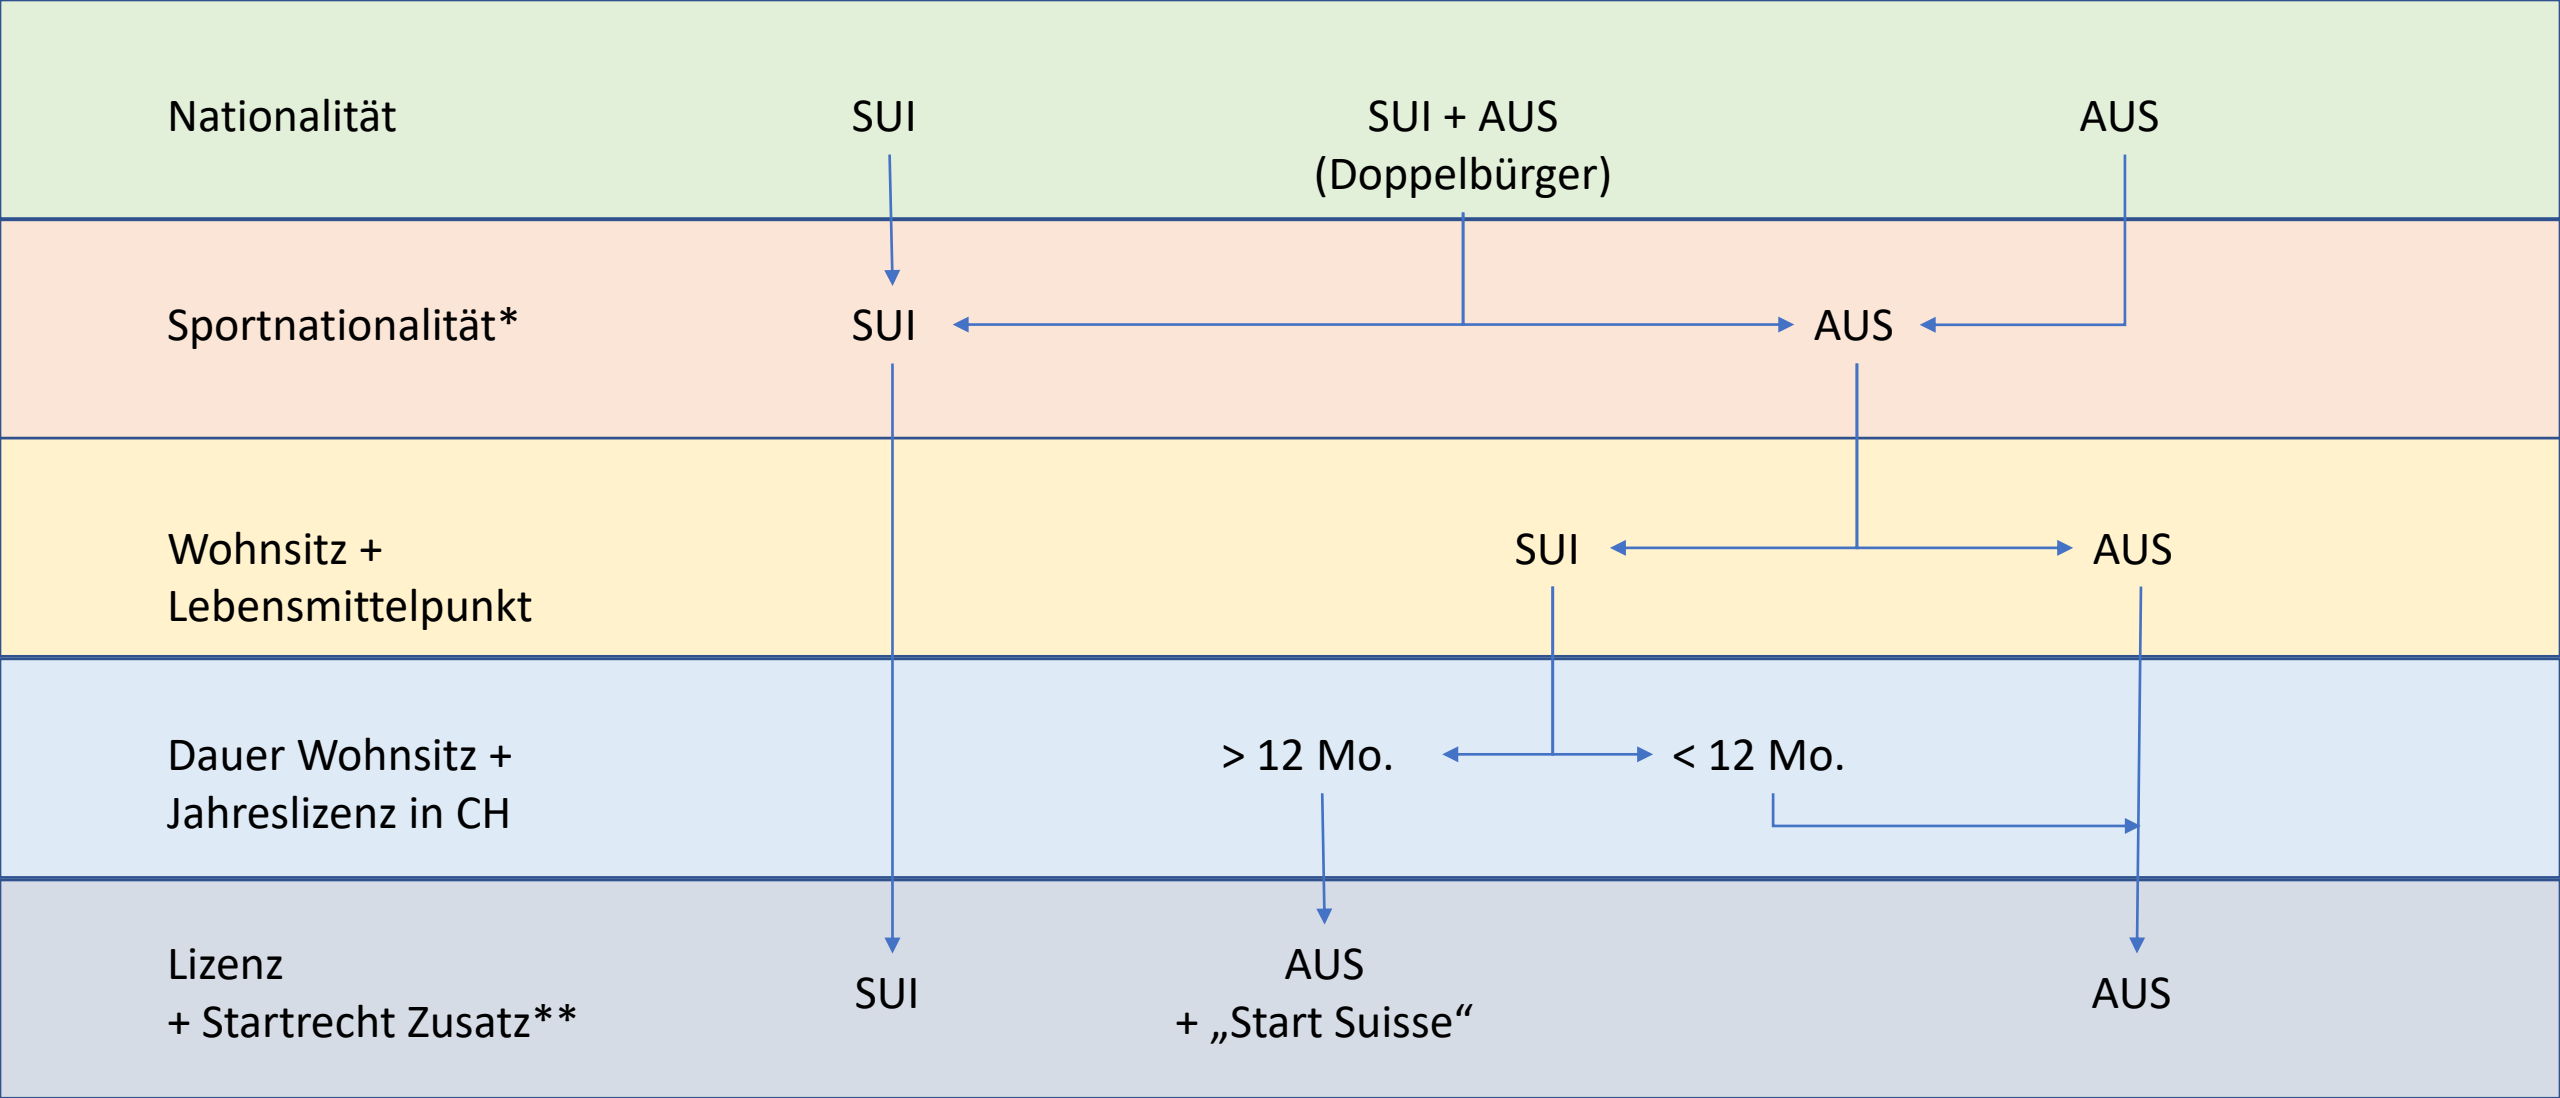 Nationalität
SUI
SUI + AUS
(Doppelbürger)
AUS
Sportnationalität*
SUI
AUS
Wohnsitz +
Lebensmittelpunkt
SUI
AUS
Dauer Wohnsitz +
Jahreslizenz in CH
> 12 Mo.
< 12 Mo.
Lizenz
+ Startrecht Zusatz**
SUI
AUS
+ „Start Suisse“
AUS